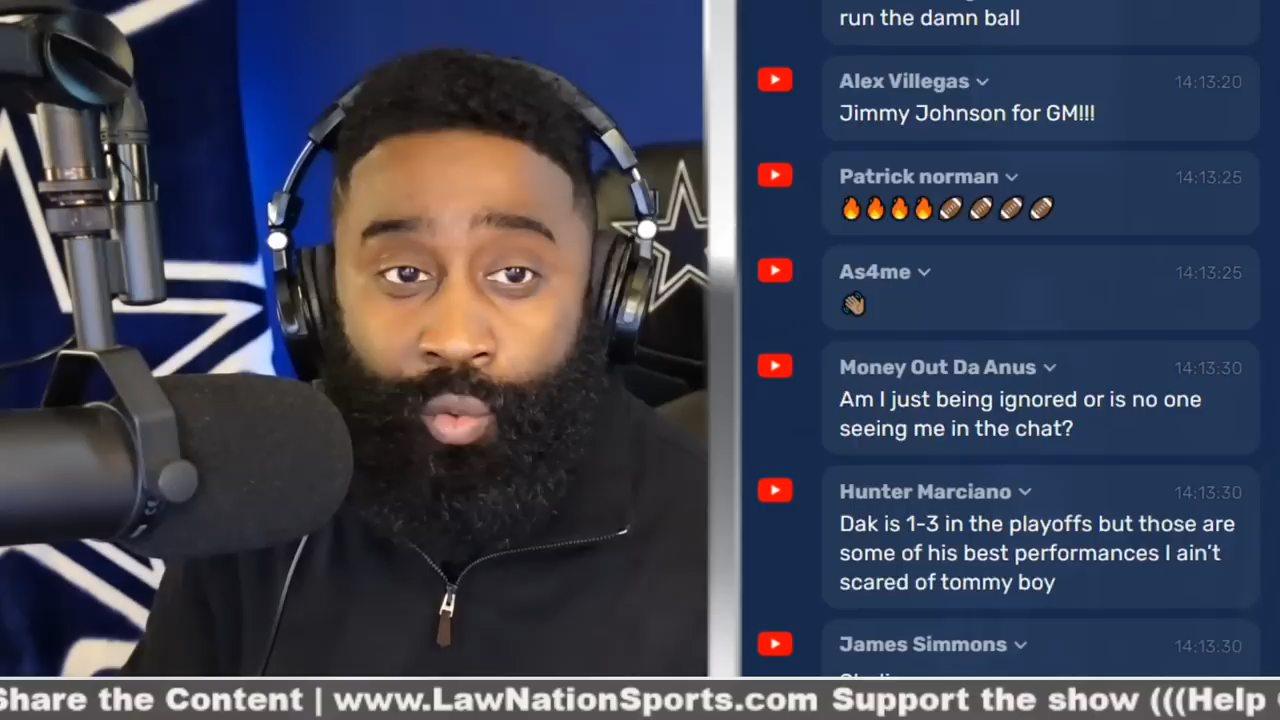 run the damn ball
Alex Villegas
14:13:20
Jimmy Johnson for GM!!!
Patrick norman
14:13:25
🔥🔥🔥🔥🏈🏈🏈🏈
As4me
14:13:25
👏🏽
Money Out Da Anus
14:13:30
Am I just being ignored or is no one
seeing me in the chat?
Hunter Marciano
14:13:30
Dak is 1-3 in the playoffs but those are
some of his best performances I ain't
scared of tommy boy
James Simmons
14:13:30
Share the Content | www.LawNationSports.com Support the show (((Help